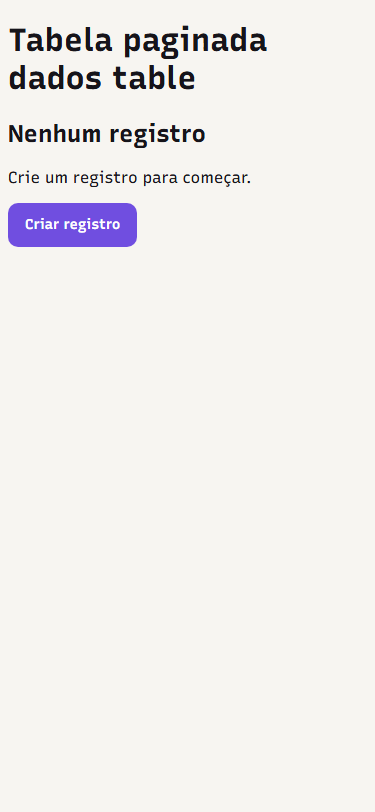 Tabela paginada
dados table
Nenhum registro
Crie um registro para começar.
Criar registro